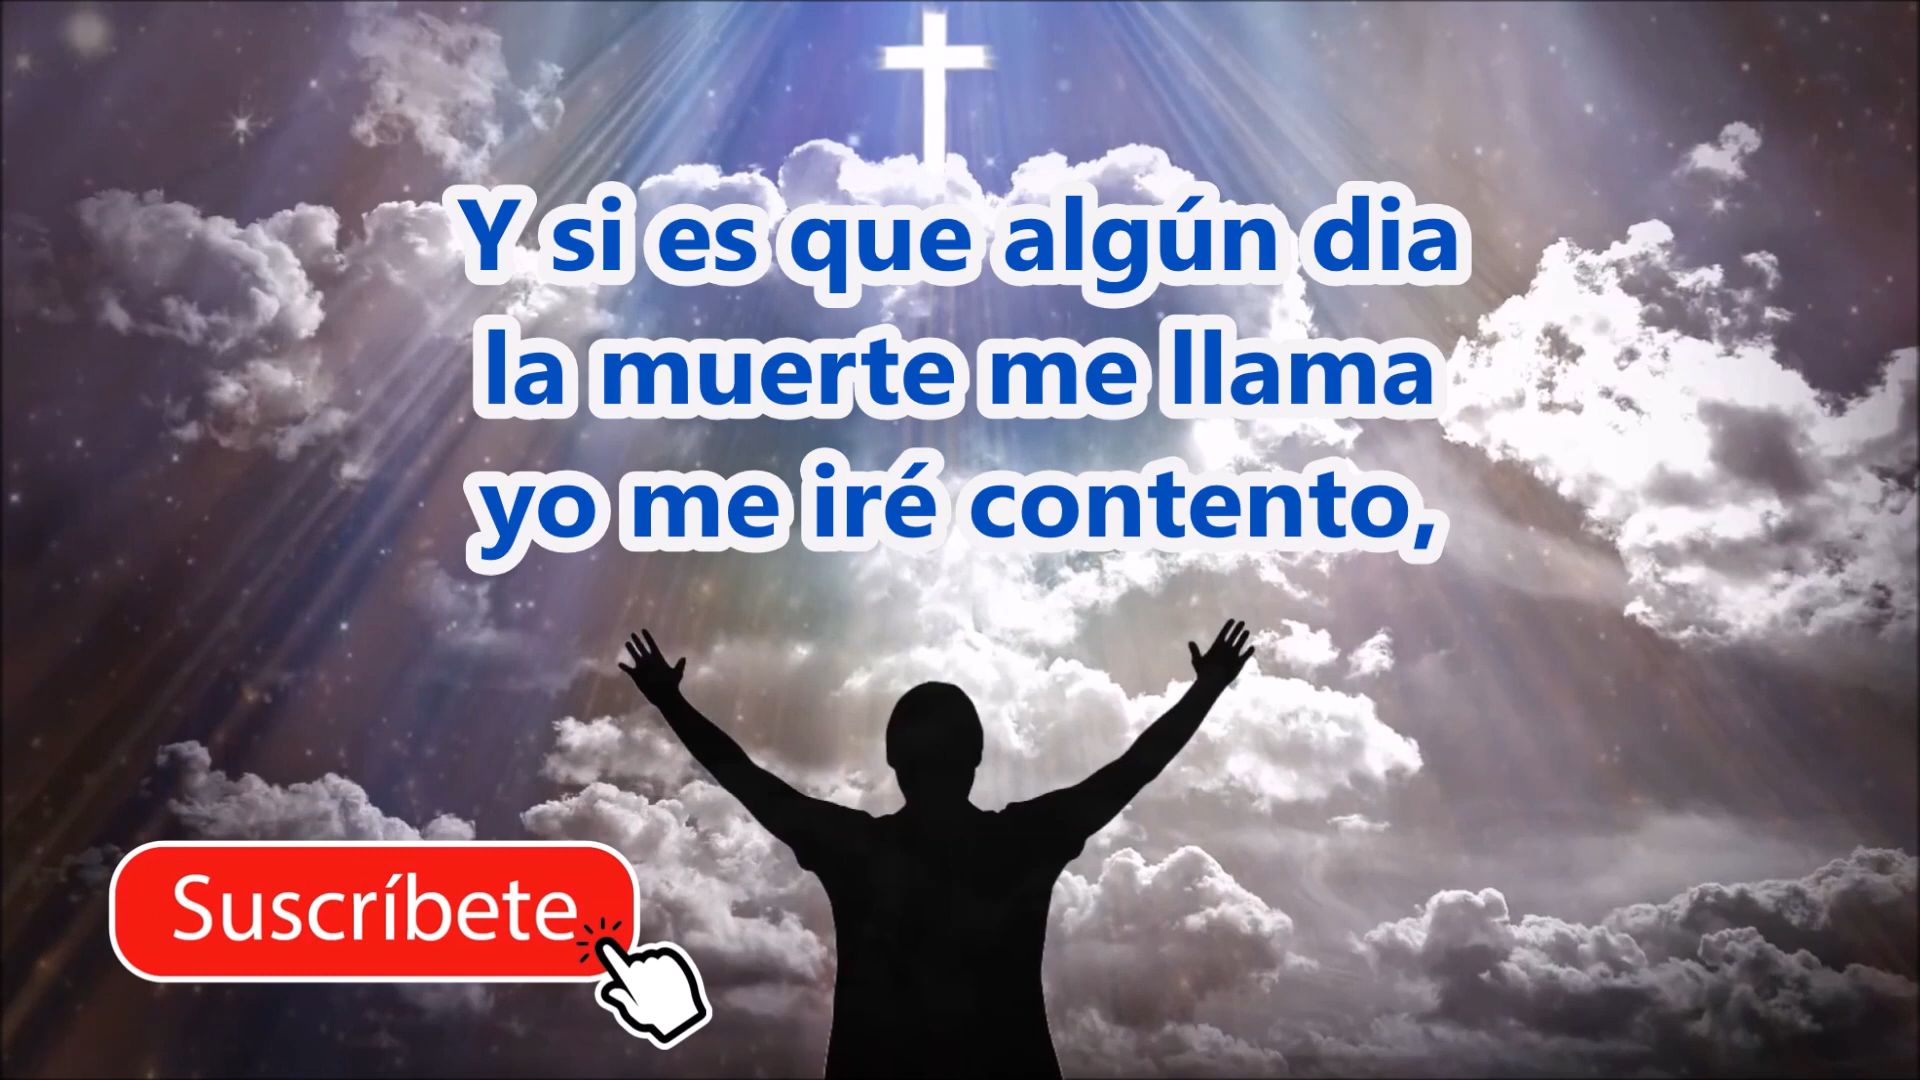 Y si es que algún dia
la muerte me llama
yo me iré contento,
Suscríbete